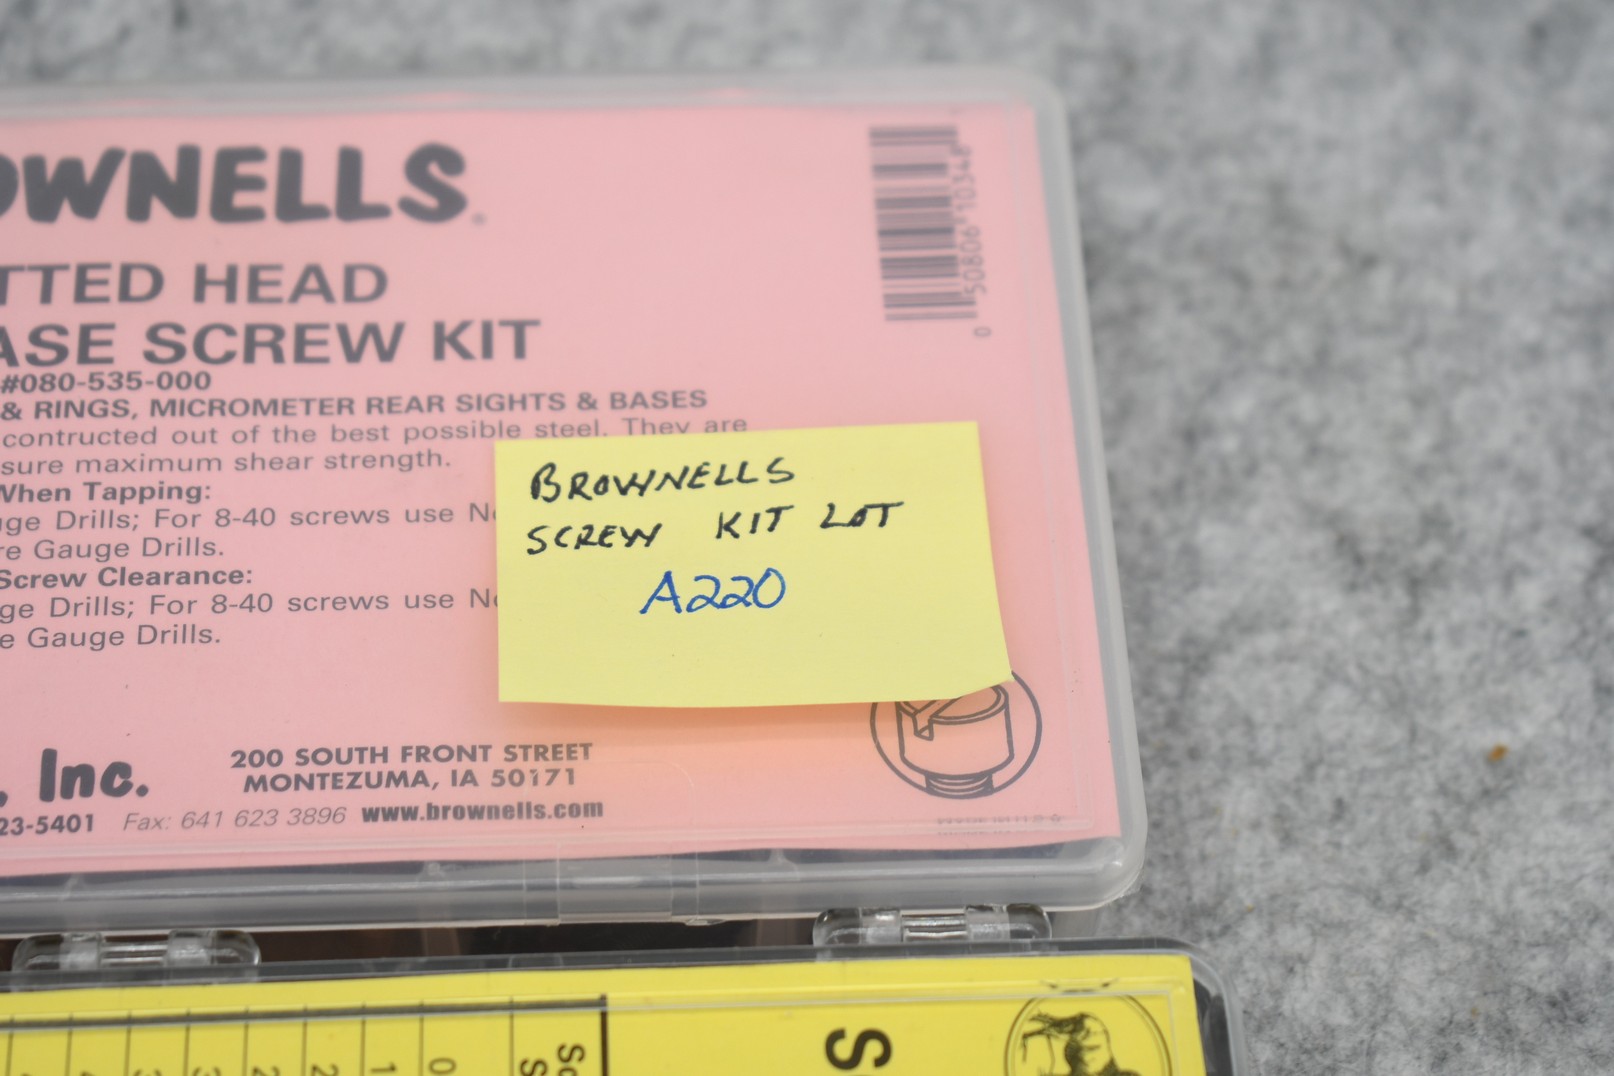 OWNELLS®
TTED HEAD
ASE SCREW KIT
#080-535-000
& RINGS, MICROMETER REAR SIGHTS & BASES
contructed out of the best possible steel. They are
sure maximum shear strength.
When Tapping:
ge Drills; For 8-40 screws use No
re Gauge Drills.
Screw Clearance:
ge Drills; For 8-40 screws use No
e Gauge Drills.
BROWNELLS
SCREW KIT LOT
A220
, Inc.
200 SOUTH FRONT STREET
MONTEZUMA, IA 50171
23-5401 Fax: 641 623 3896 www.brownells.com
0 50806 10348